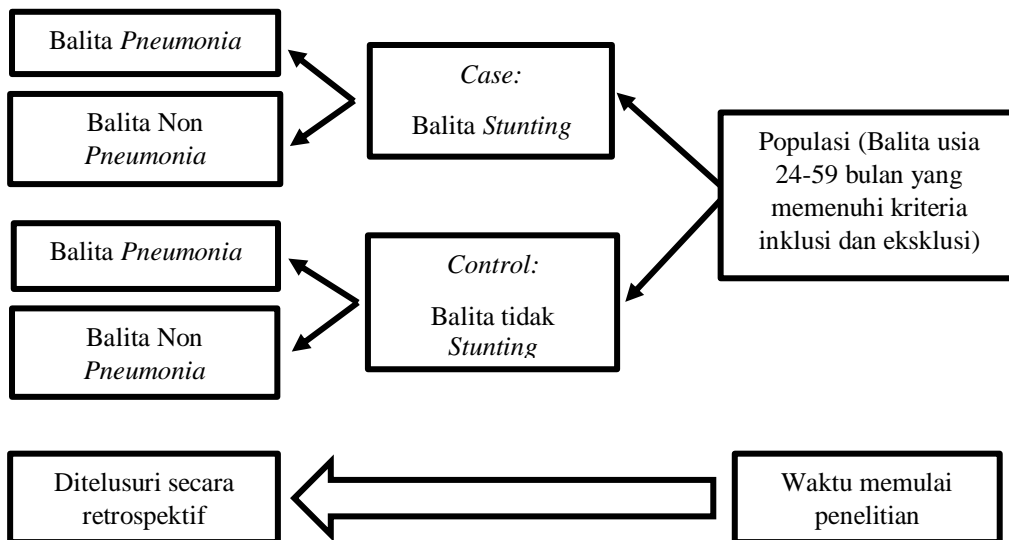 Balita Pneumonia
Balita Non
Pneumonia
Balita Pneumonia
Balita Non
Pneumonia
Case:
Balita Stunting
Control:
Balita tidak
Stunting
Populasi (Balita usia
24-59 bulan yang
memenuhi kriteria
inklusi dan eksklusi)
Ditelusuri secara
retrospektif
Waktu memulai
penelitian